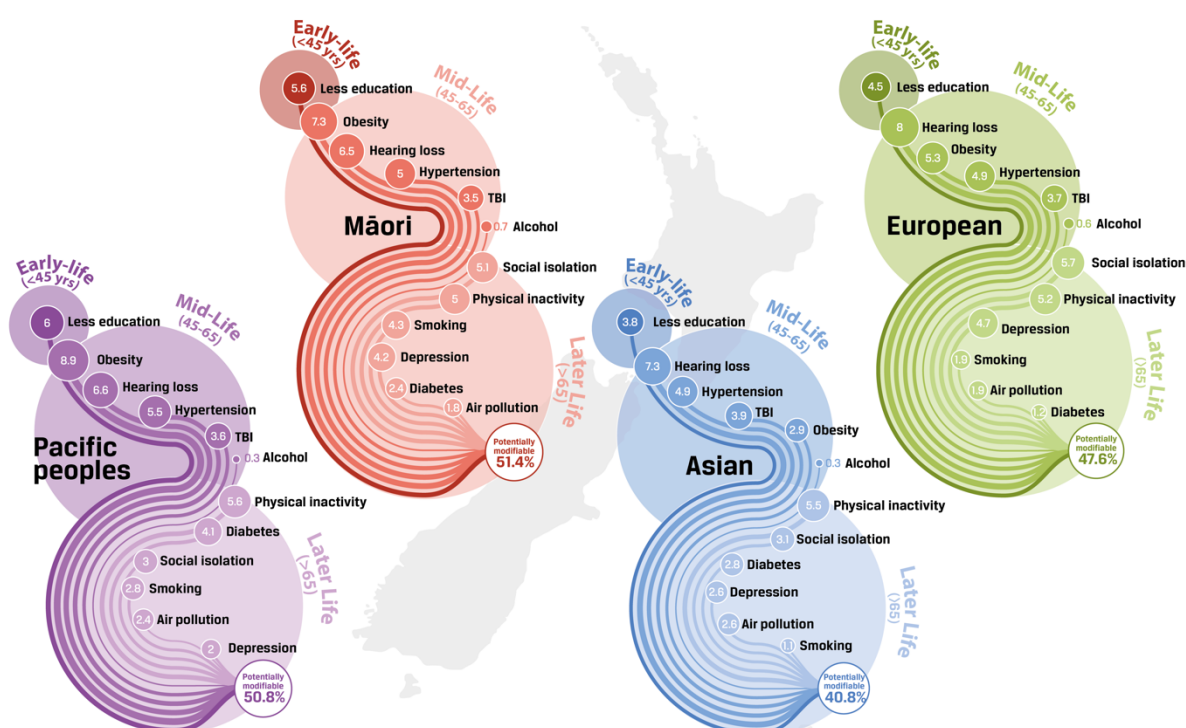 Early-life
(<45 yrs)
5.6 Less education
Mid-Life
(45-65)
7.3 Obesity
6.5 Hearing loss
5 Hypertension
3.5 TBI
Māori
0.7 Alcohol
5.1 Social isolation
5 Physical inactivity
4.3 Smoking
4.2 Depression
2.4 Diabetes
1.8 Air pollution
Later Life
(>65)
Potentially
modifiable
51.4%
Early-life
(<45 yrs)
4.5 Less education
Mid-Life
(45-65)
8 Hearing loss
5.3 Obesity
4.9 Hypertension
3.7 TBI
European
0.6 Alcohol
5.7 Social isolation
5.2 Physical inactivity
4.7 Depression
1.9 Smoking
1.9 Air pollution
1.2 Diabetes
Later Life
(>65)
Potentially
modifiable
47.6%
Early-life
(<45 yrs)
6 Less education
Mid-Life
(45-65)
8.9 Obesity
6.6 Hearing loss
5.5 Hypertension
3.6 TBI
Pacific
peoples
0.3 Alcohol
5.6 Physical inactivity
4.1 Diabetes
3 Social isolation
2.8 Smoking
2.4 Air pollution
2 Depression
Later Life
(>65)
Potentially
modifiable
50.8%
Early-life
(<45 yrs)
3.8 Less education
Mid-Life
(45-65)
7.3 Hearing loss
4.9 Hypertension
3.9 TBI
2.9 Obesity
Asian
0.3 Alcohol
5.5 Physical inactivity
3.1 Social isolation
2.8 Diabetes
2.6 Depression
2.6 Air pollution
1.1 Smoking
Later Life
(>65)
Potentially
modifiable
40.8%